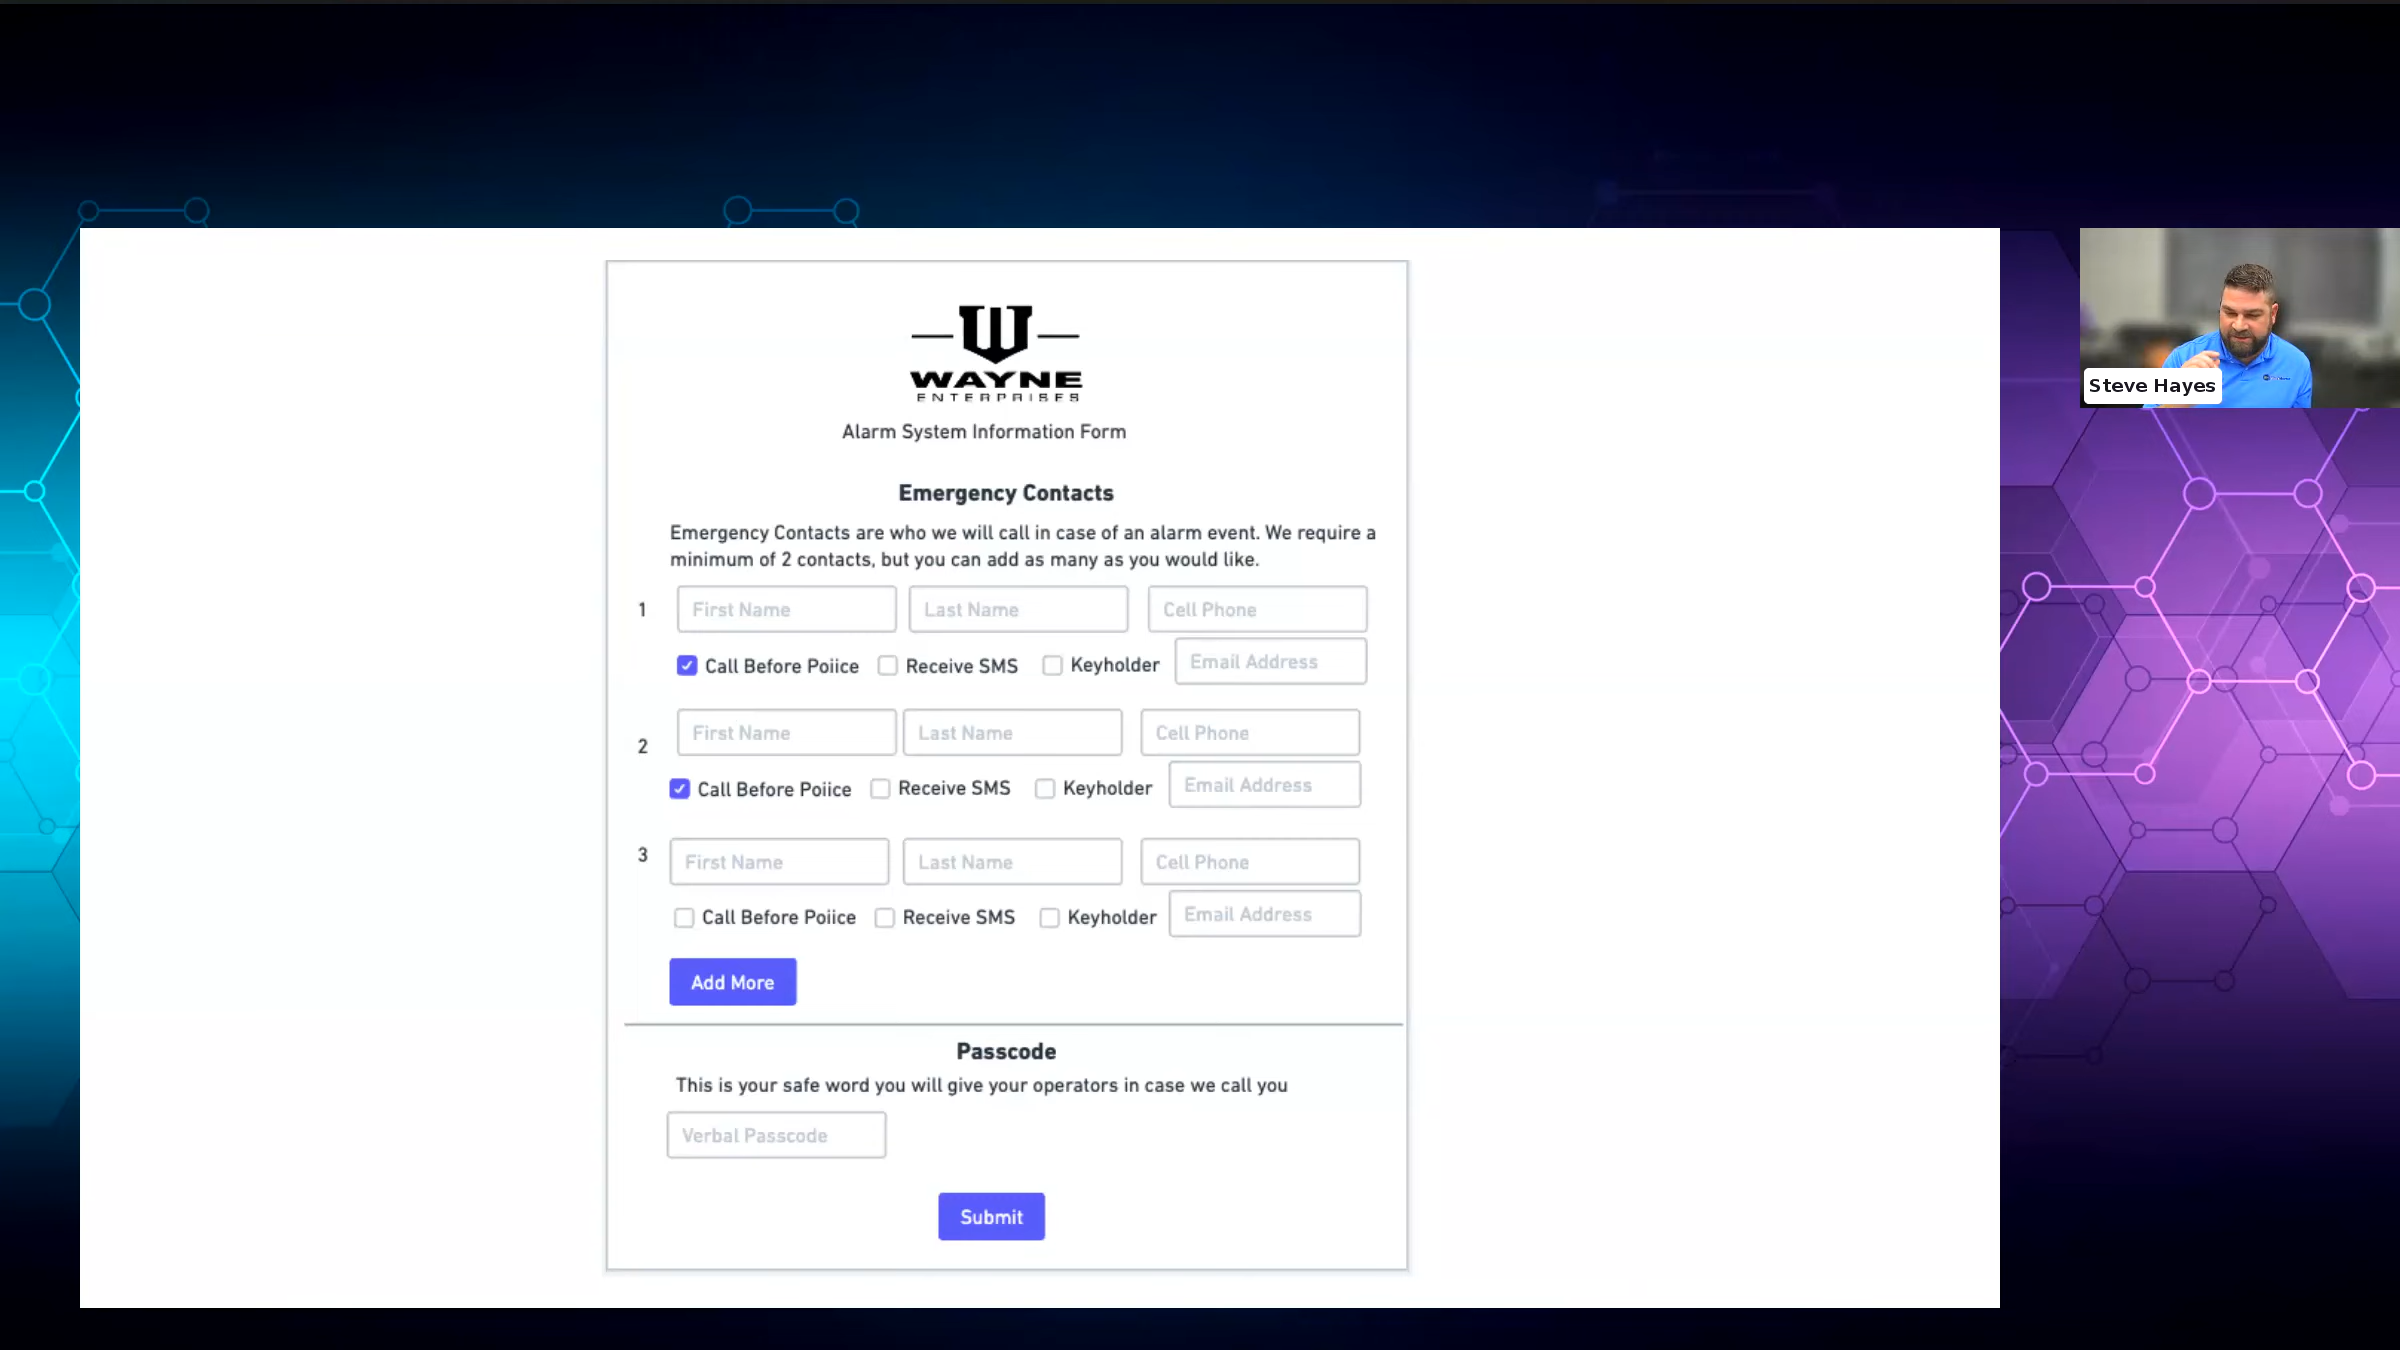 WAYNE
ENTERPRISES
Alarm System Information Form
Emergency Contacts
Emergency Contacts are who we will call in case of an alarm event. We require a
minimum of 2 contacts, but you can add as many as you would like.
1 First Name Last Name Cell Phone
Call Before Poiice Receive SMS Keyholder Email Address
2 First Name Last Name Cell Phone
Call Before Poiice Receive SMS Keyholder Email Address
3 First Name Last Name Cell Phone
Call Before Poiice Receive SMS Keyholder Email Address
Add More
Passcode
This is your safe word you will give your operators in case we call you
Verbal Passcode
Submit
Steve Hayes